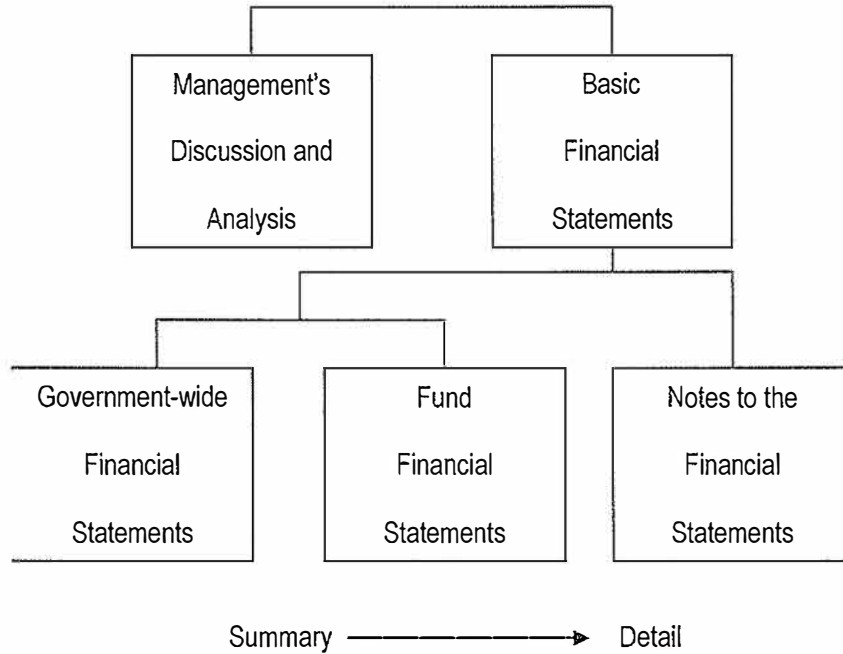 Management's
Discussion and
Analysis
Basic
Financial
Statements
Government-wide
Financial
Statements
Fund
Financial
Statements
Notes to the
Financial
Statements
Summary
Detail